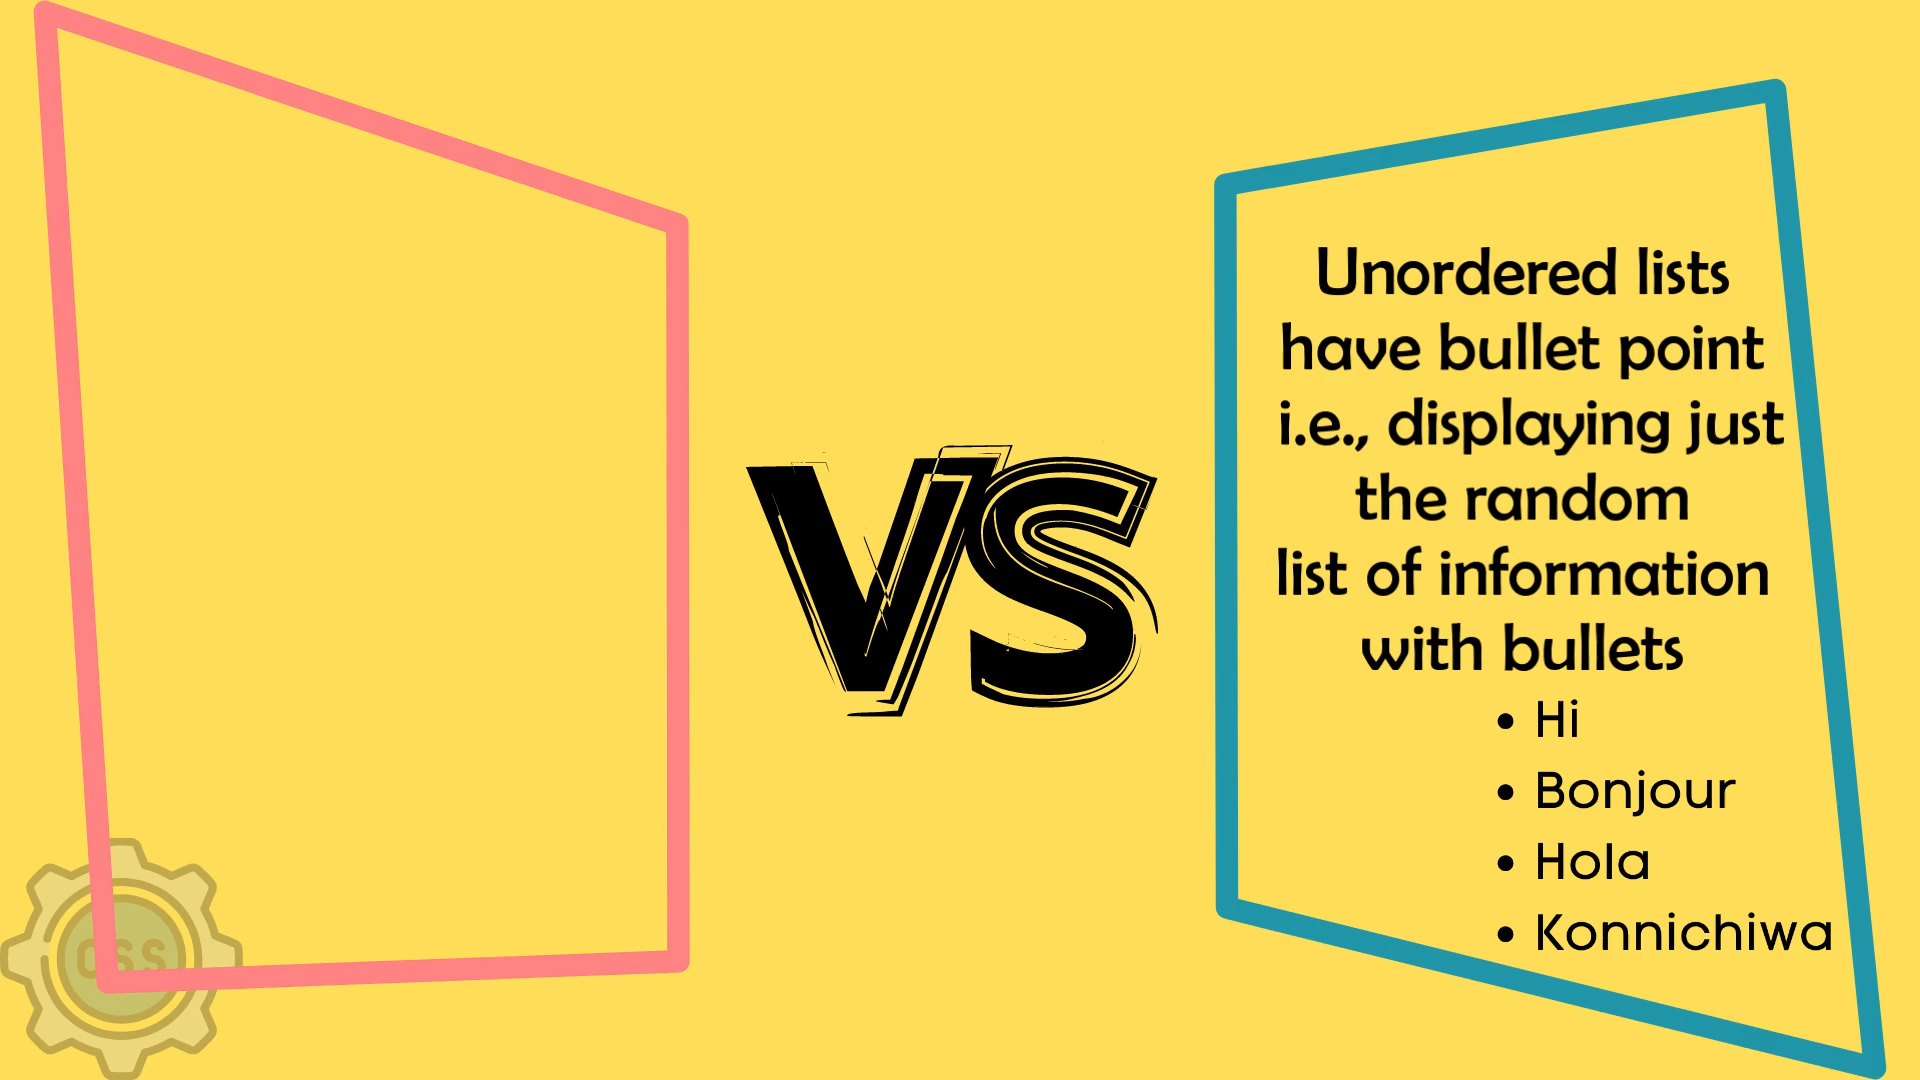 VS
Unordered lists
have bullet point
i.e., displaying just
the random
list of information
with bullets
• Hi
• Bonjour
• Hola
• Konnichiwa
CSS